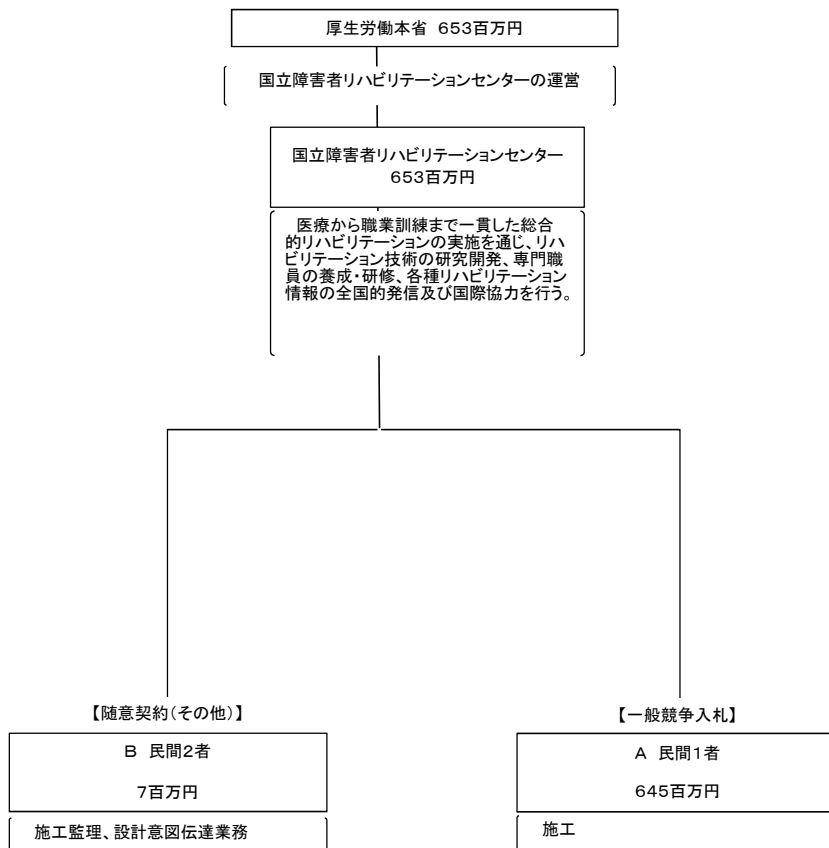 厚生労働本省 653百万円
国立障害者リハビリテーションセンターの運営
国立障害者リハビリテーションセンター
653百万円
医療から職業訓練まで一貫した総合
的リハビリテーションの実施を通じ、リハ
ビリテーション技術の研究開発、専門職
員の養成・研修、各種リハビリテーション
情報の全国的発信及び国際協力を行う。
【随意契約(その他)】
B 民間2者
7百万円
施工監理、設計意図伝達業務
【一般競争入札】
A 民間1者
645百万円
施工